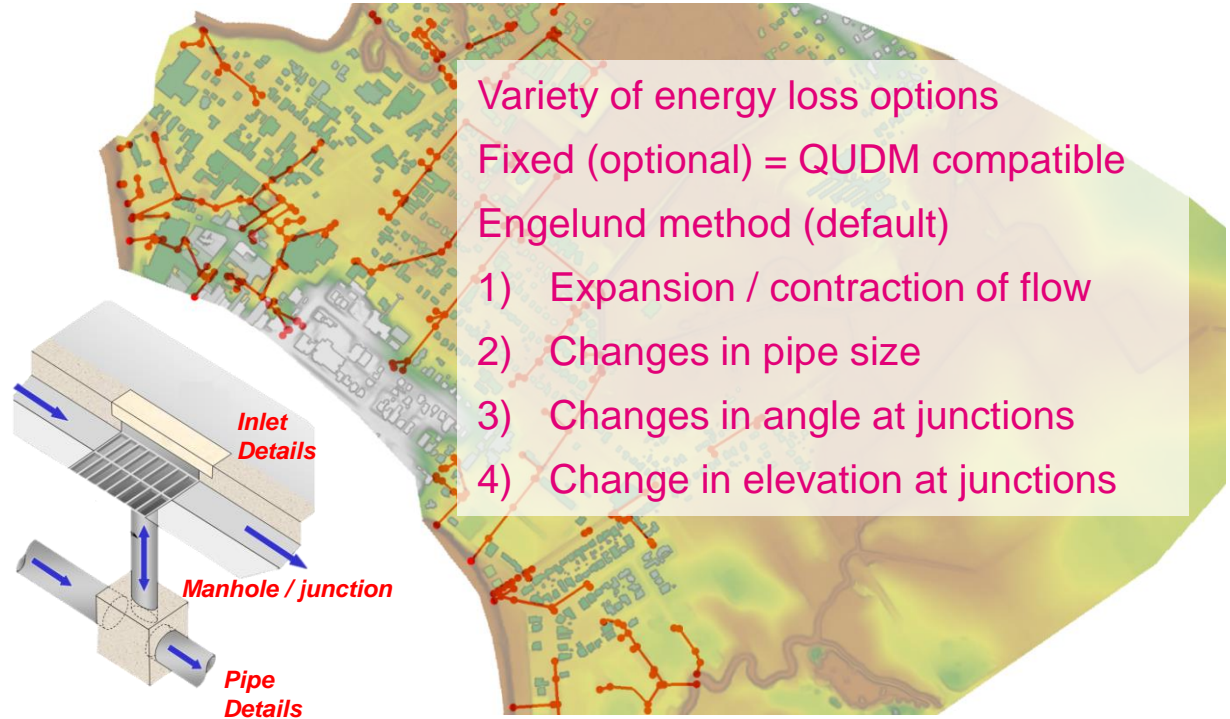 Variety of energy loss options
Fixed (optional) = QUDM compatible
Engelund method (default)
1) Expansion / contraction of flow
2) Changes in pipe size
3) Changes in angle at junctions
4) Change in elevation at junctions
Inlet
Details
Manhole / junction
Pipe
Details